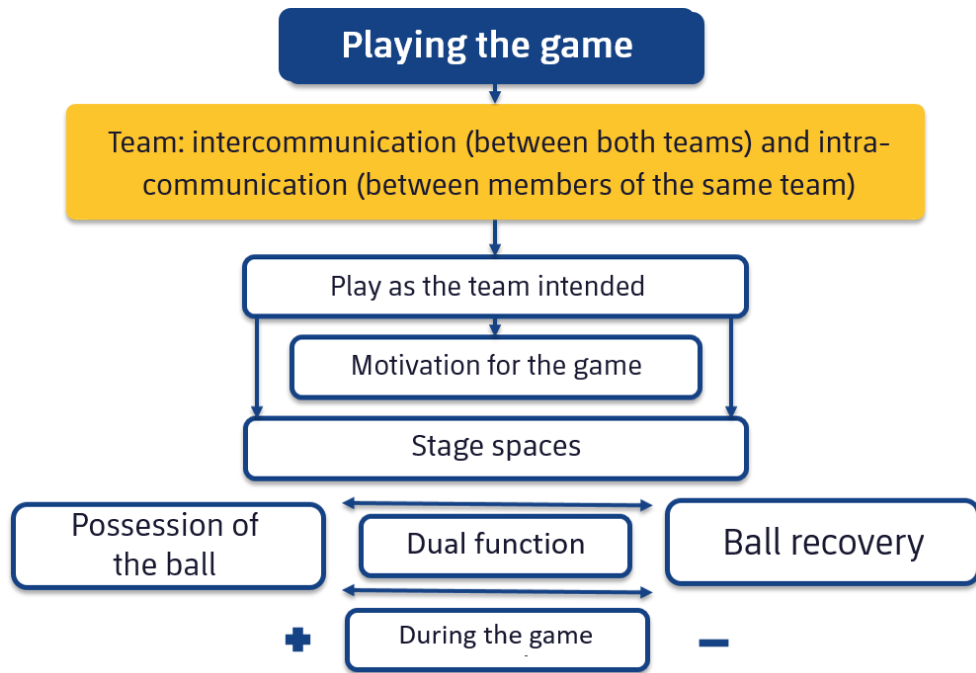 Playing the game
Team: intercommunication (between both teams) and intra-
communication (between members of the same team)
Play as the team intended
Motivation for the game
Stage spaces
Possession of
the ball
Dual function
Ball recovery
+
During the game
−